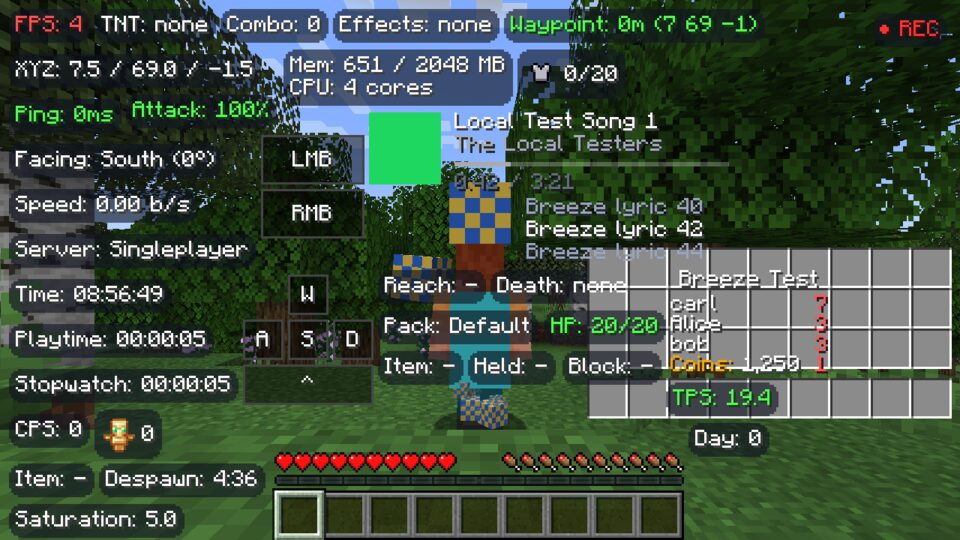 FPS: 4 TNT: none Combo: 0 Effects: none Waypoint: 0m (7 69 -1) REC
XYZ: 7.5 / 69.0 / -1.5
Mem: 651 / 2048 MB
CPU: 4 cores
0/20
Ping: 0ms Attack: 100%
Local Test Song 1
The Local Testers
Facing: South (0°)
LMB
0:42 / 3:21
Speed: 0.00 b/s
RMB
Breeze lyric 40
Breeze lyric 42
Breeze lyric 44
Server: Singleplayer
Breeze Test
Time: 08:56:49
W
Reach: - Death: none
carl 7
Alice 3
bob 3
Coins: 1,250 1
Playtime: 00:00:05
A S D
Pack: Default HP: 20/20
Item: - Held: - Block: -
Stopwatch: 00:00:05
^
TPS: 19.4
CPS: 0 0
Day: 0
Item: - Despawn: 4:36
Saturation: 5.0